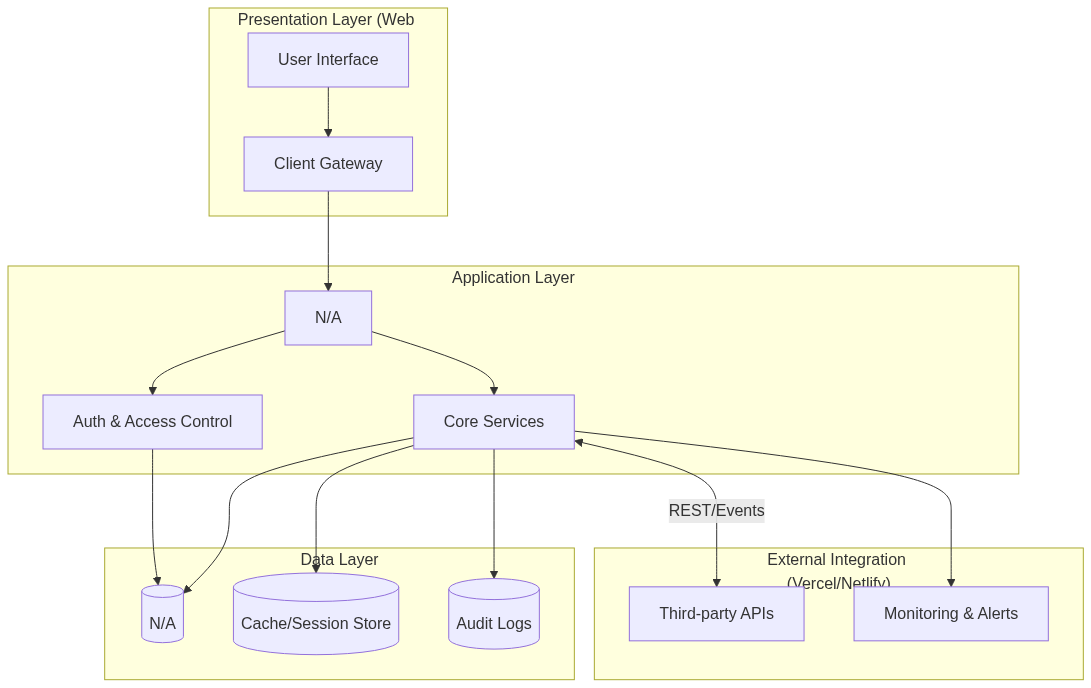 Presentation Layer (Web
User Interface
Client Gateway
Application Layer
N/A
Auth & Access Control
Core Services
REST/Events
Data Layer
N/A
Cache/Session Store
Audit Logs
External Integration
(Vercel/Netlify)
Third-party APIs
Monitoring & Alerts